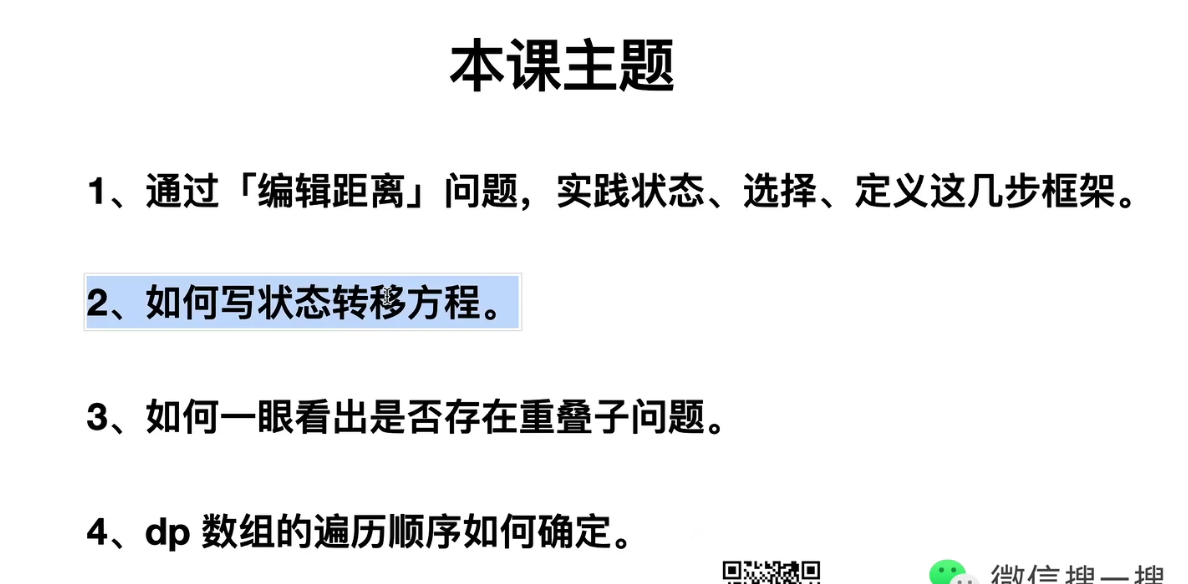 本课主题
1、通过「编辑距离」问题，实践状态、选择、定义这几步框架。
2、如何写状态转移方程。
3、如何一眼看出是否存在重叠子问题。
4、dp 数组的遍历顺序如何确定。
微信搜一搜